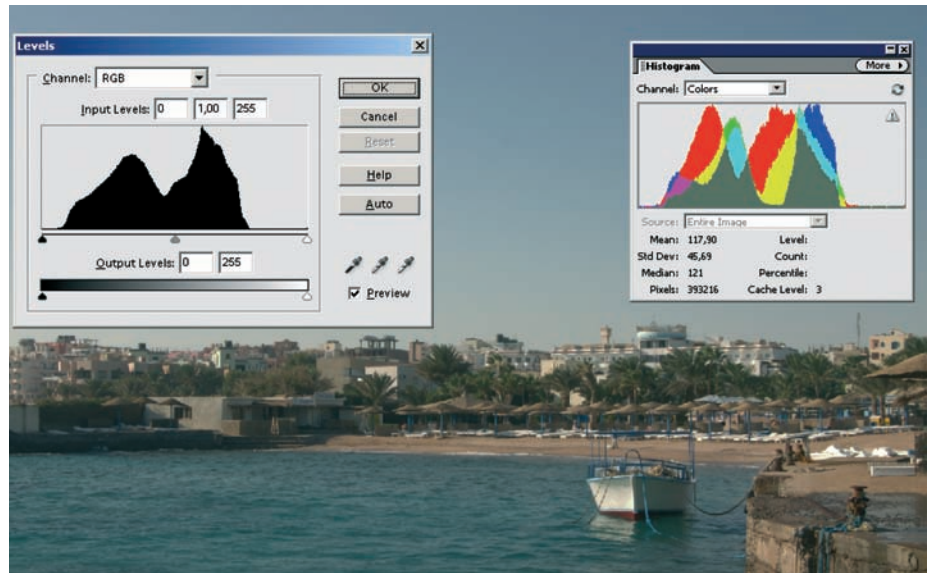 Levels
Channel: RGB
Input Levels: 0 1,00 255
Output Levels: 0 255
OK
Cancel
Reset
Help
Auto
Preview
Histogram
More
Channel: Colors
Source: Entire Image
Mean: 117,90 Level:
Std Dev: 45,69 Count:
Median: 121 Percentile:
Pixels: 393216 Cache Level: 3